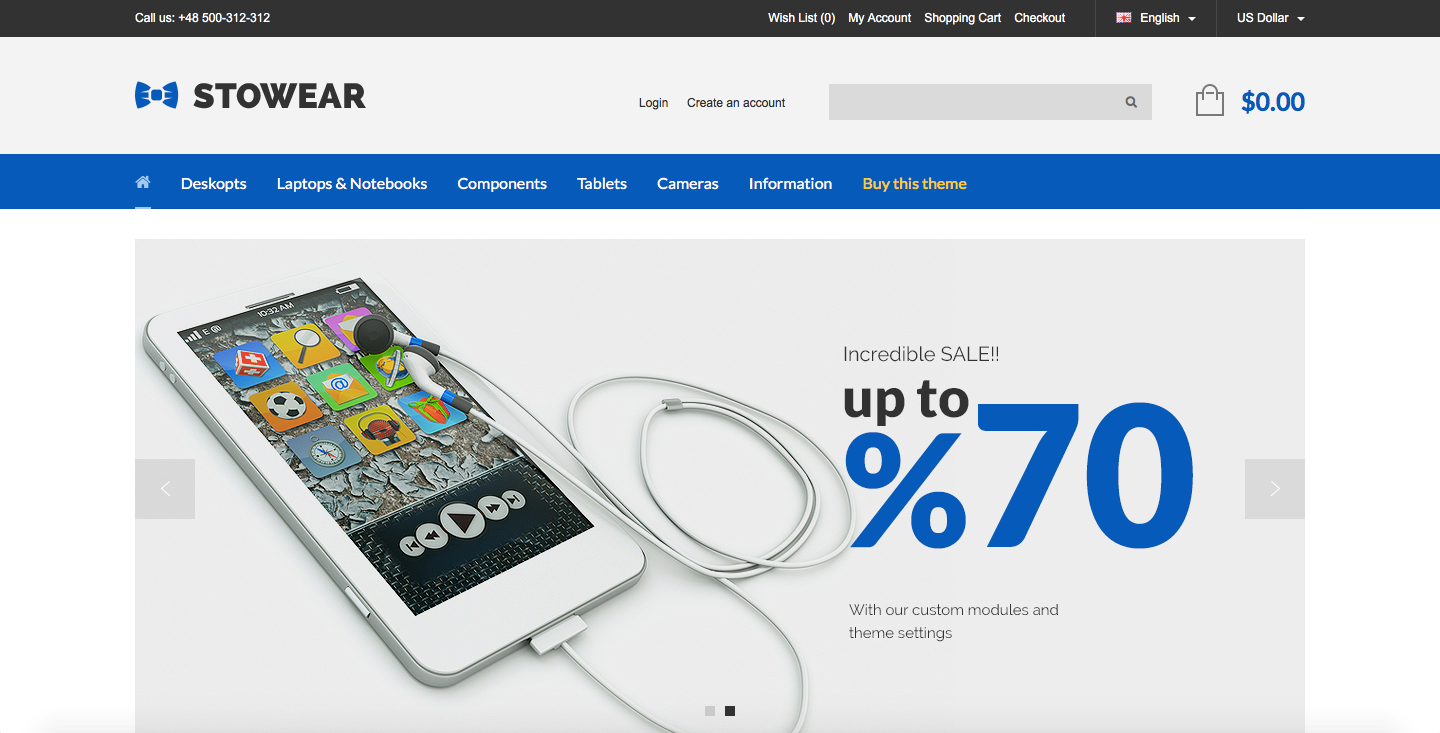 Call us: +48 500-312-312
Wish List (0) My Account Shopping Cart Checkout English US Dollar
STOWEAR
Login Create an account
$0.00
Deskopts Laptops & Notebooks Components Tablets Cameras Information Buy this theme
E @ 10:32 AM
Incredible SALE!!
up to
%70
With our custom modules and
theme settings